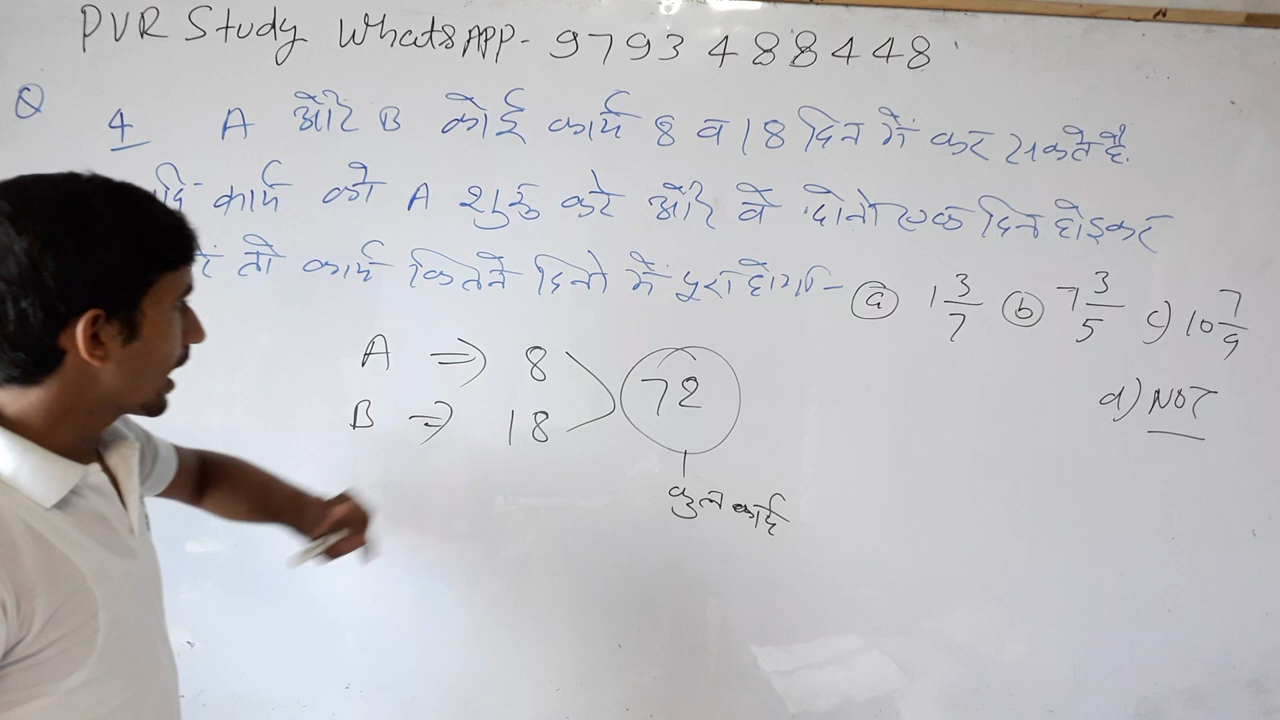 PVR Study WhatsAPP - 9793488448
Q 4 A और B कोई कार्य 8 व 18 दिन में कर सकते है.
दि कार्य को A शुरु करे और वे दोनो एक दिन छोड़कर
तो कार्य कितने दिनो में पूरा होगा- (a) 1 3/7 (b) 7 3/5 c) 10 7/9
d) NOT
A ⇒ 8
B ⇒ 18
72
कुल कार्य